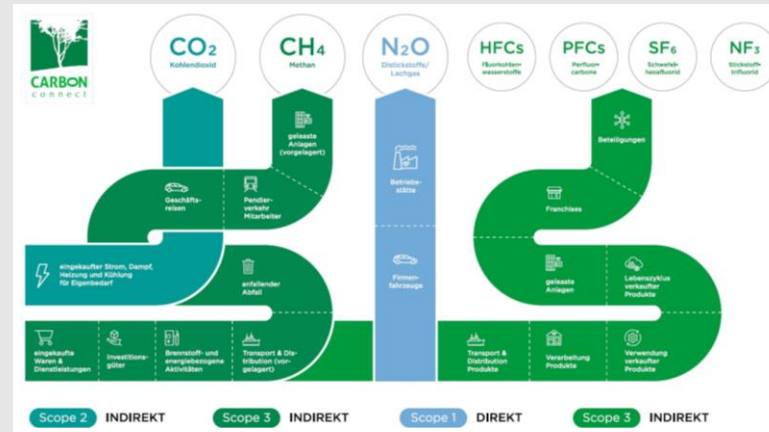 CARBON
connect
CO₂
Kohlendioxid
CH₄
Methan
N₂O
Distickstoffe/
Lachgas
HFCs
Fluorkohlen-
wasserstoffe
PFCs
Perfluor-
carbone
SF₆
Schwefel-
hexafluorid
NF₃
Stickstoff-
trifluorid
geleaste
Anlagen
(vorgelagert)
Beteiligungen
Geschäfts-
reisen
Pendler-
verkehr
Mitarbeiter
Betriebs-
stätte
Franchises
eingekaufter Strom, Dampf,
Heizung und Kühlung
für Eigenbedarf
anfallender
Abfall
Firmen-
fahrzeuge
geleaste
Anlagen
Lebenszyklus
verkaufter
Produkte
eingekaufte
Waren &
Dienstleistungen
Investitions-
güter
Brennstoff- und
energiebezogene
Aktivitäten
Transport & Dis-
tribution (vor-
gelagert)
Transport &
Distribution
Produkte
Verarbeitung
Produkte
Verwendung
verkaufter
Produkte
Scope 2 INDIREKT
Scope 3 INDIREKT
Scope 1 DIREKT
Scope 3 INDIREKT